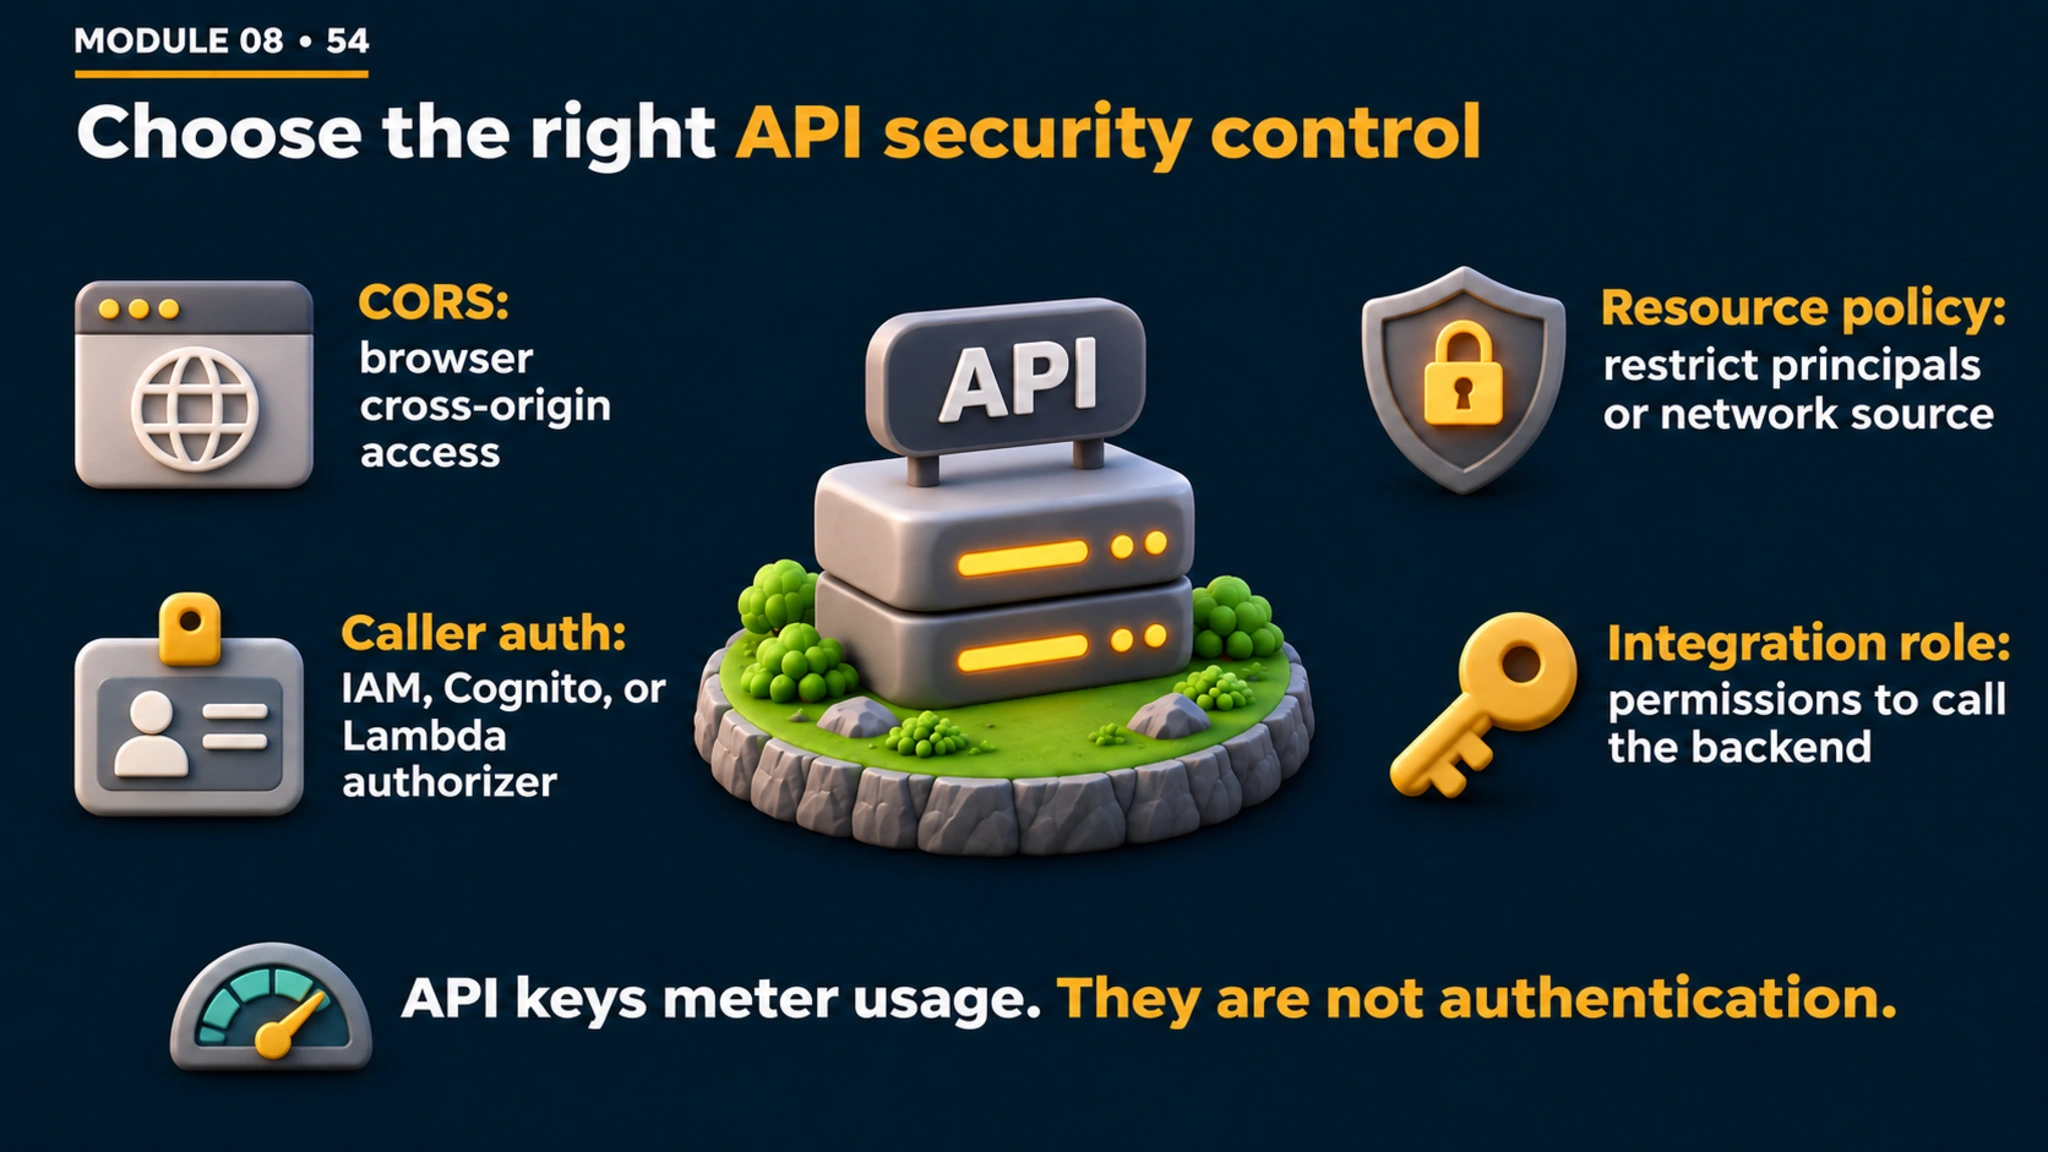 MODULE 08 • 54
Choose the right API security control
CORS:
browser
cross-origin
access
Caller auth:
IAM, Cognito, or
Lambda
authorizer
API
Resource policy:
restrict principals
or network source
Integration role:
permissions to call
the backend
API keys meter usage. They are not authentication.